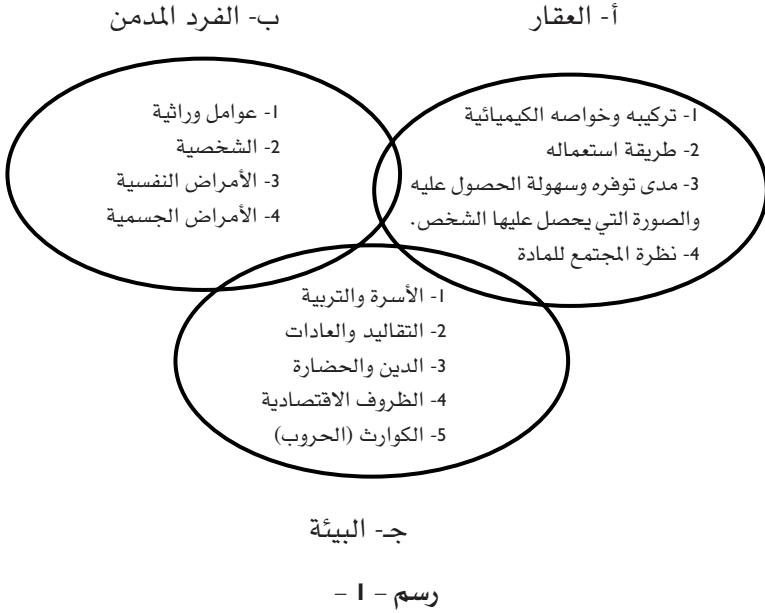 أ- العقار
ب- الفرد المدمن
1- تركيبه وخواصه الكيميائية
2- طريقة استعماله
3- مدى توفره وسهولة الحصول عليه
والصورة التي يحصل عليها الشخص.
4- نظرة المجتمع للمادة
1- عوامل وراثية
2- الشخصية
3- الأمراض النفسية
4- الأمراض الجسمية
1- الأسرة والتربية
2- التقاليد والعادات
3- الدين والحضارة
4- الظروف الاقتصادية
5- الكوارث (الحروب)
جـ- البيئة
رسم - 1 -